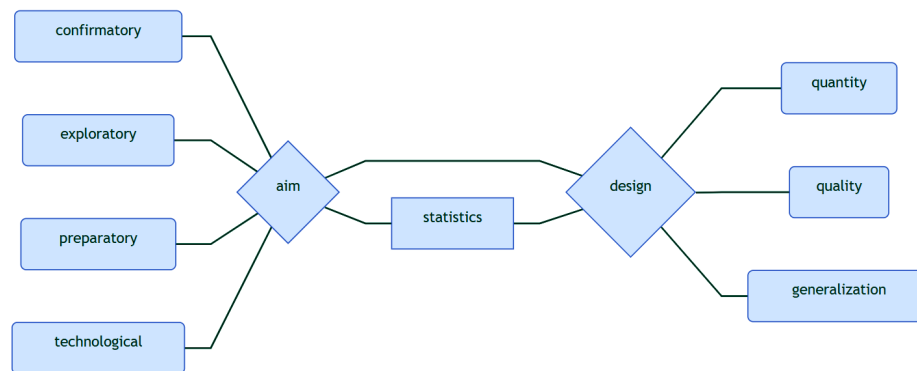 confirmatory
exploratory
preparatory
technological
aim
statistics
design
quantity
quality
generalization